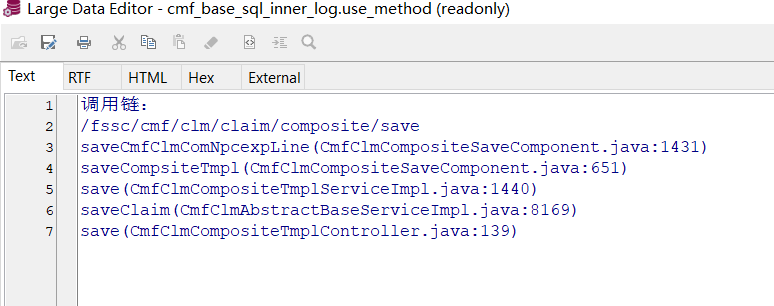 Large Data Editor - cmf_base_sql_inner_log.use_method (readonly)
Text RTF HTML Hex External
1 调用链:
2 /fssc/cmf/clm/claim/composite/save
3 saveCmfClmComNpcexpLine(CmfClmCompositeSaveComponent.java:1431)
4 saveCompsiteTmpl(CmfClmCompositeSaveComponent.java:651)
5 save(CmfClmCompositeTmplServiceImpl.java:1440)
6 saveClaim(CmfClmAbstractBaseServiceImpl.java:8169)
7 save(CmfClmCompositeTmplController.java:139)